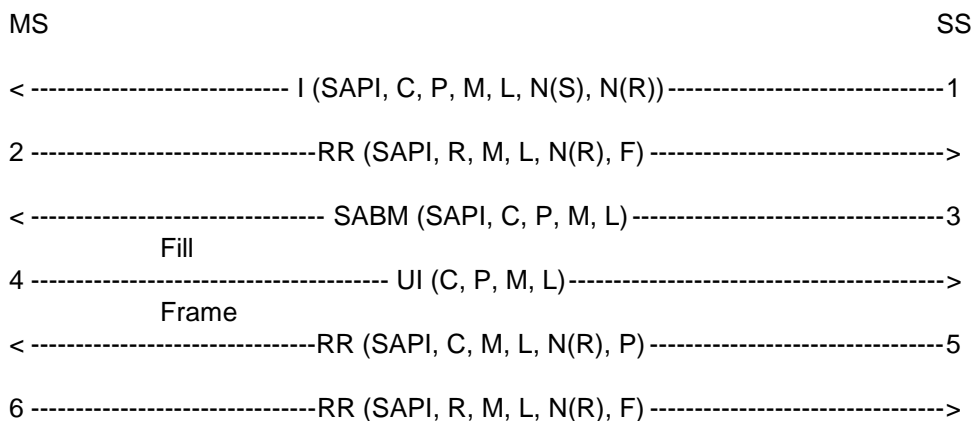 MS SS
< ----------------------------- I (SAPI, C, P, M, L, N(S), N(R))-------------------------------1
2 --------------------------------RR (SAPI, R, M, L, N(R), F) --------------------------------->
< --------------------------------- SABM (SAPI, C, P, M, L)-----------------------------------3
Fill
4 ---------------------------------------- UI (C, P, M, L)------------------------------------------>
Frame
< --------------------------------RR (SAPI, C, M, L, N(R), P) ---------------------------------5
6 --------------------------------RR (SAPI, R, M, L, N(R), F) --------------------------------->